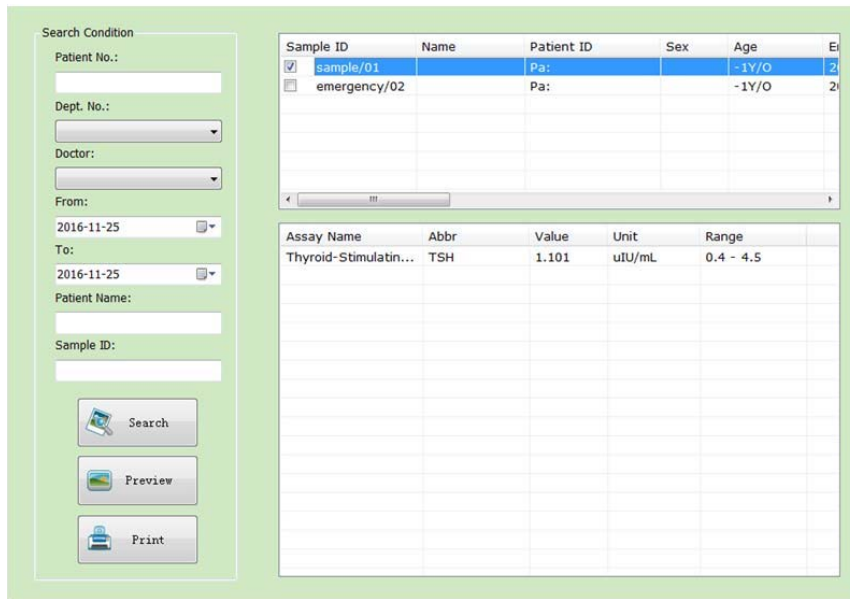 Search Condition
Patient No.:
Dept. No.:
Doctor:
From:
2016-11-25
To:
2016-11-25
Patient Name:
Sample ID:
Search
Preview
Print
Sample ID Name Patient ID Sex Age
sample/01 Pa: -1Y/O
emergency/02 Pa: -1Y/O
Assay Name Abbr Value Unit Range
Thyroid-Stimulatin... TSH 1.101 uIU/mL 0.4 - 4.5